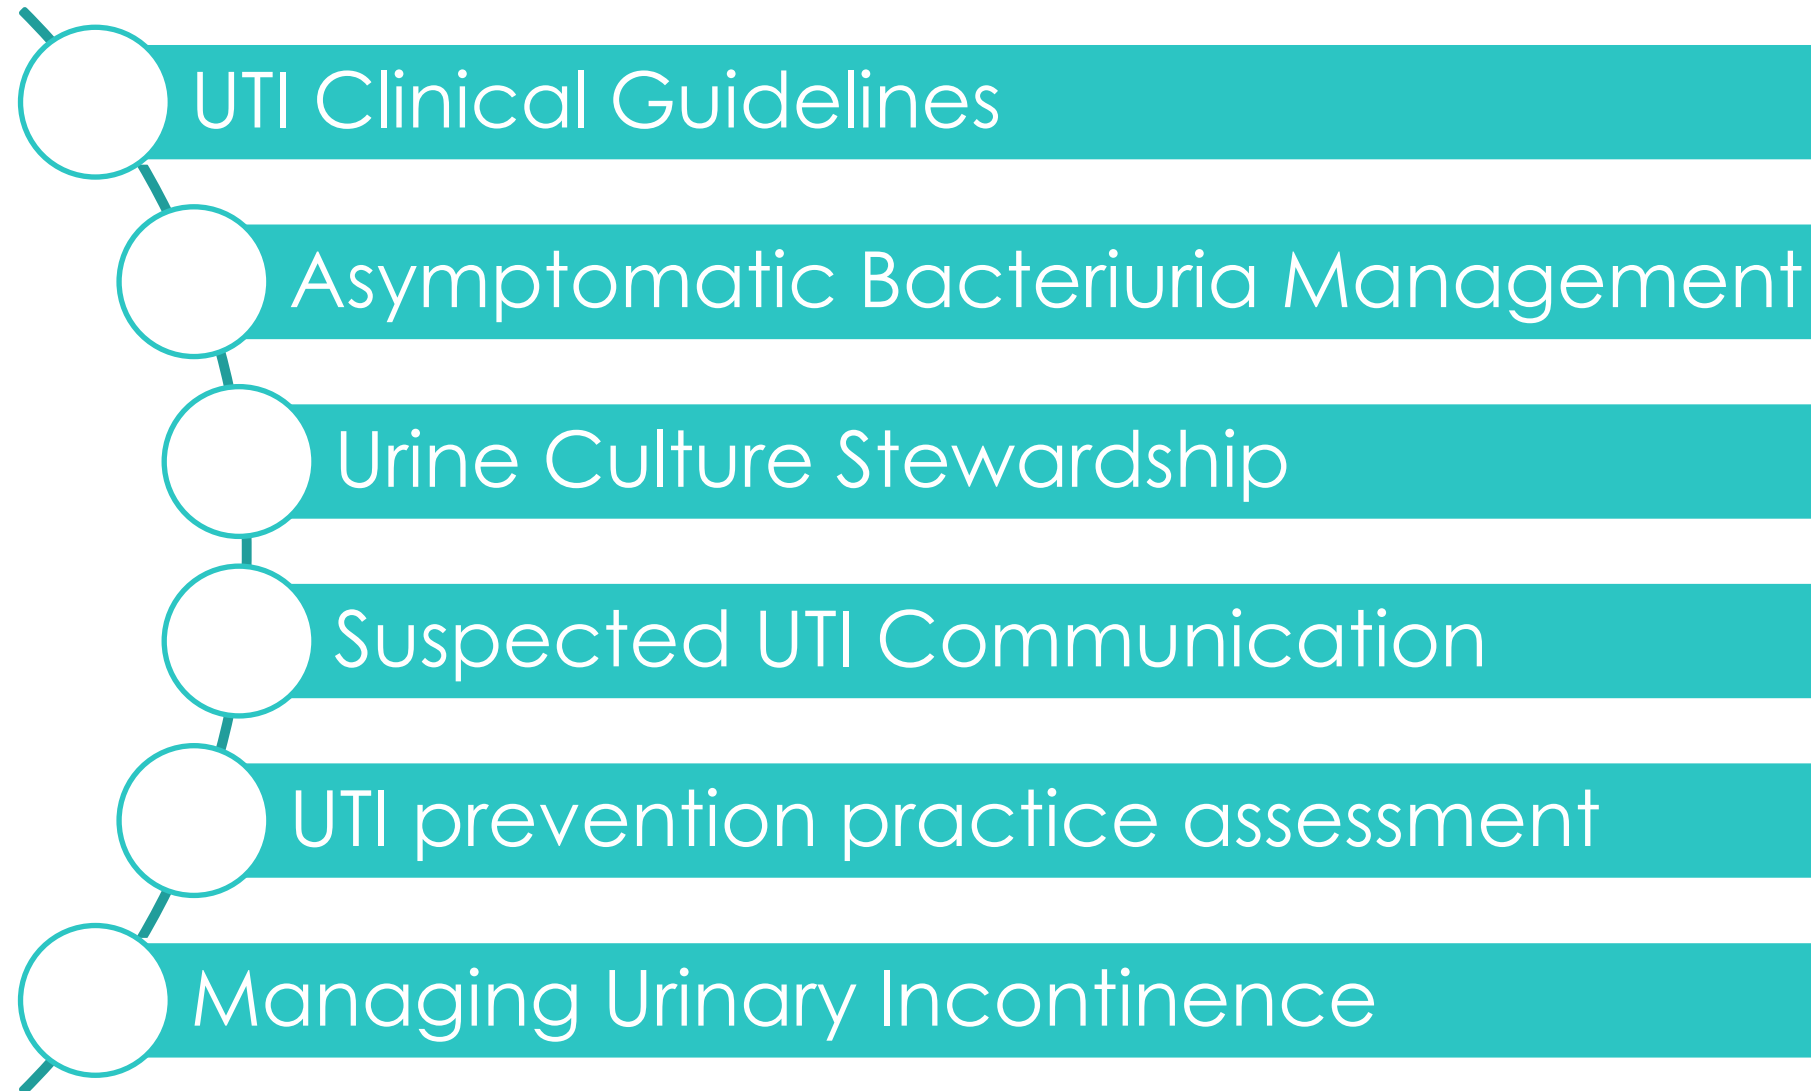 UTI Clinical Guidelines
Asymptomatic Bacteriuria Management
Urine Culture Stewardship
Suspected UTI Communication
UTI prevention practice assessment
Managing Urinary Incontinence